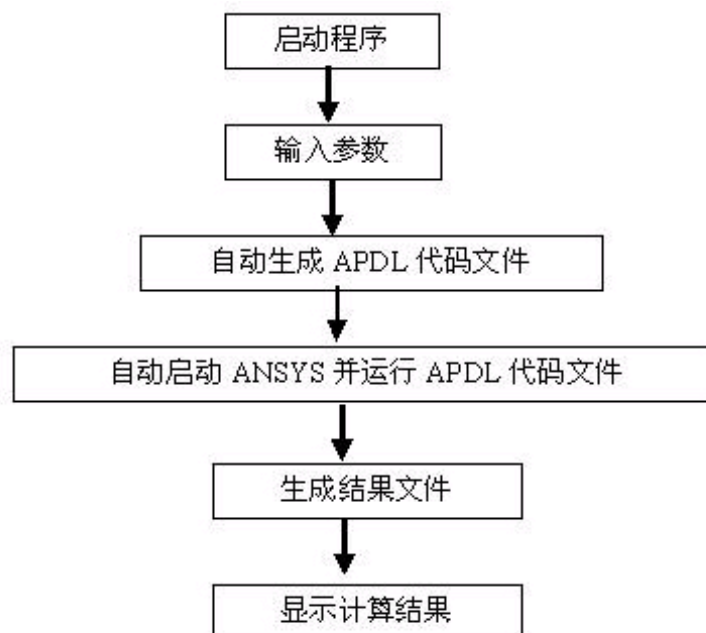 启动程序
输入参数
自动生成 APDL 代码文件
自动启动 ANSYS 并运行 APDL 代码文件
生成结果文件
显示计算结果